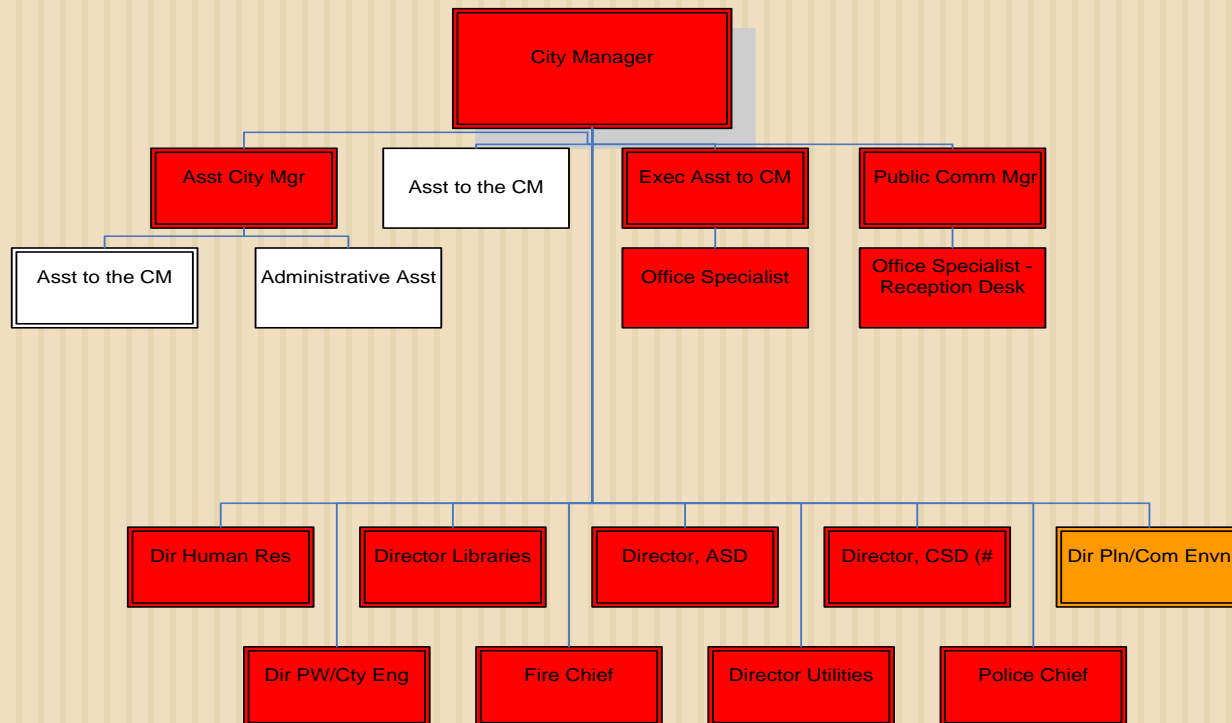 City Manager
Asst City Mgr
Asst to the CM
Exec Asst to CM
Public Comm Mgr
Asst to the CM
Administrative Asst
Office Specialist
Office Specialist -
Reception Desk
Dir Human Res
Director Libraries
Director, ASD
Director, CSD (#
Dir Pln/Com Envn
Dir PW/Cty Eng
Fire Chief
Director Utilities
Police Chief